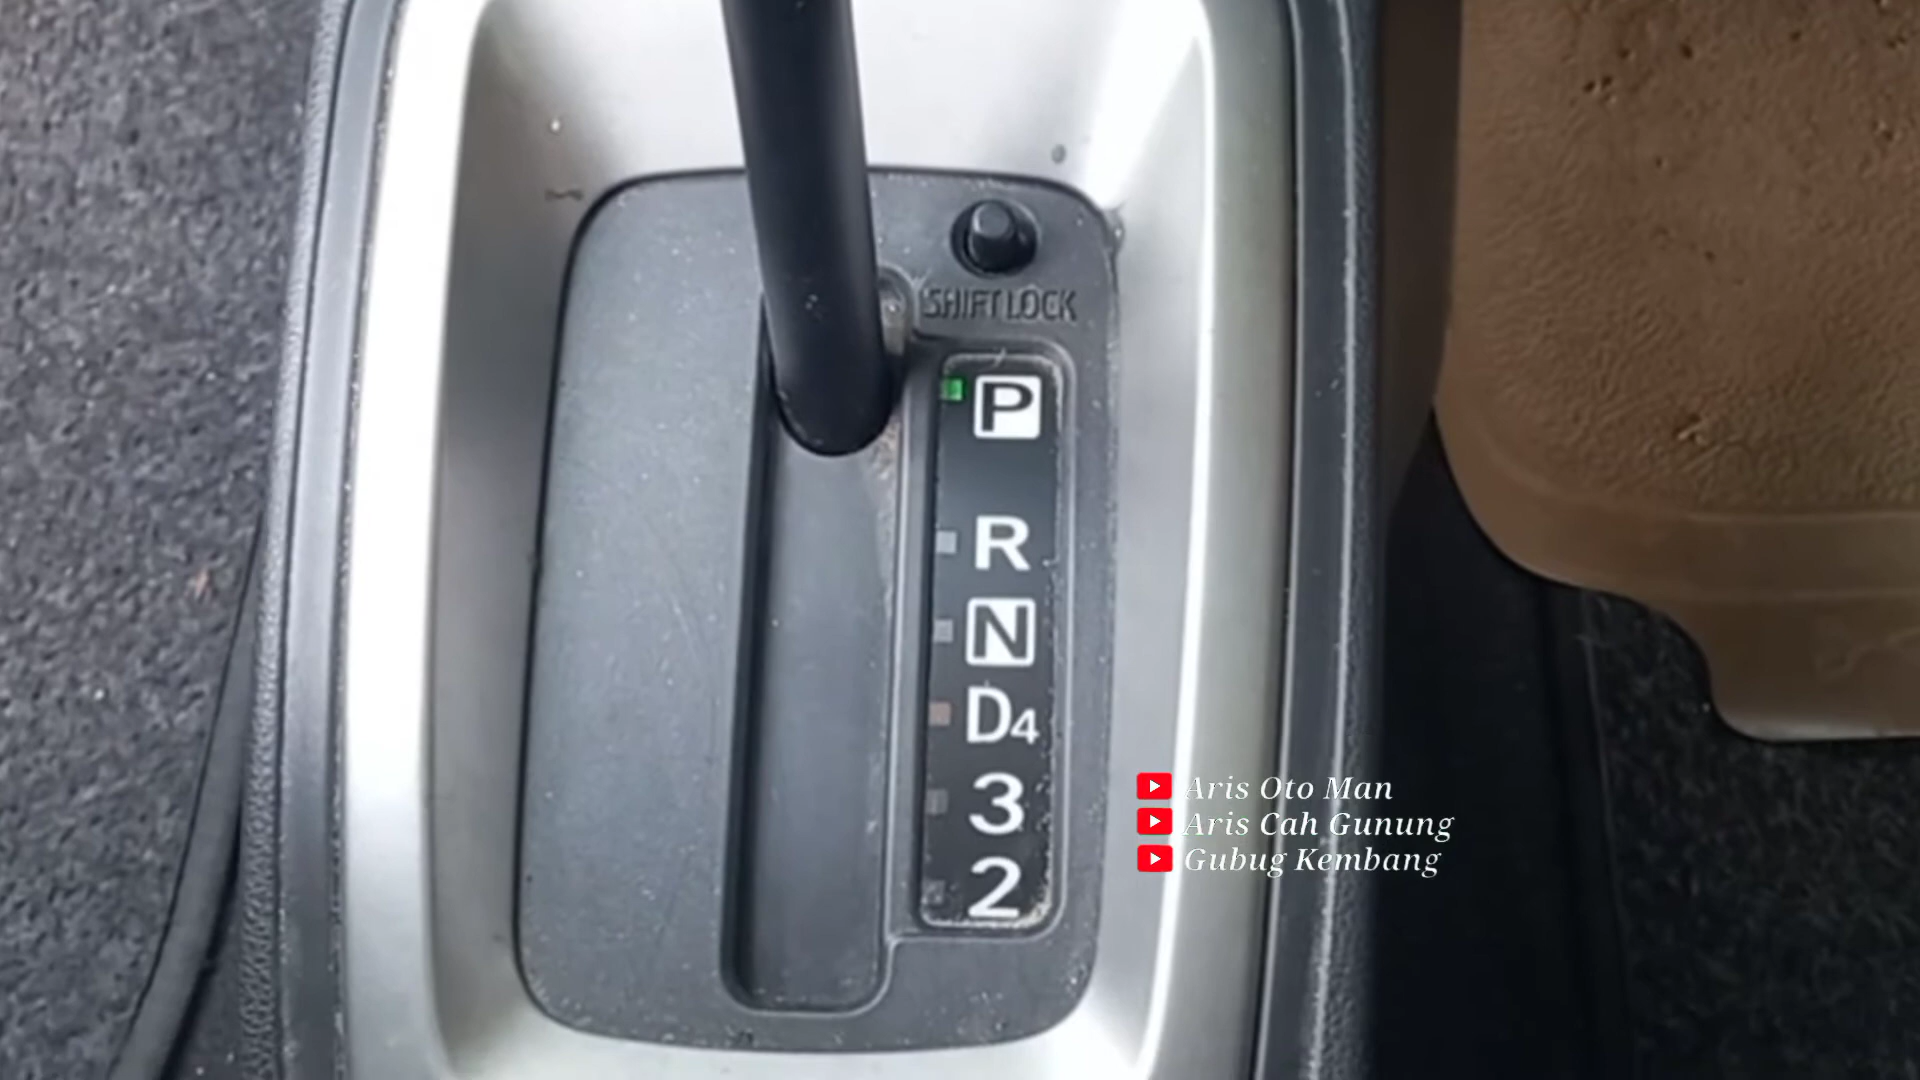 SHIFT LOCK
P
R
N
D4
3
2
Aris Oto Man
Aris Cah Gunung
Gubug Kembang